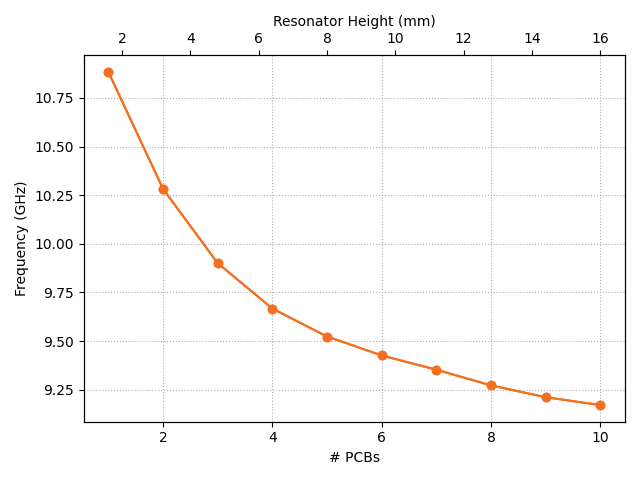 Resonator Height (mm)
2 4 6 8 10 12 14 16
Frequency (GHz)
10.75
10.50
10.25
10.00
9.75
9.50
9.25
2 4 6 8 10
# PCBs